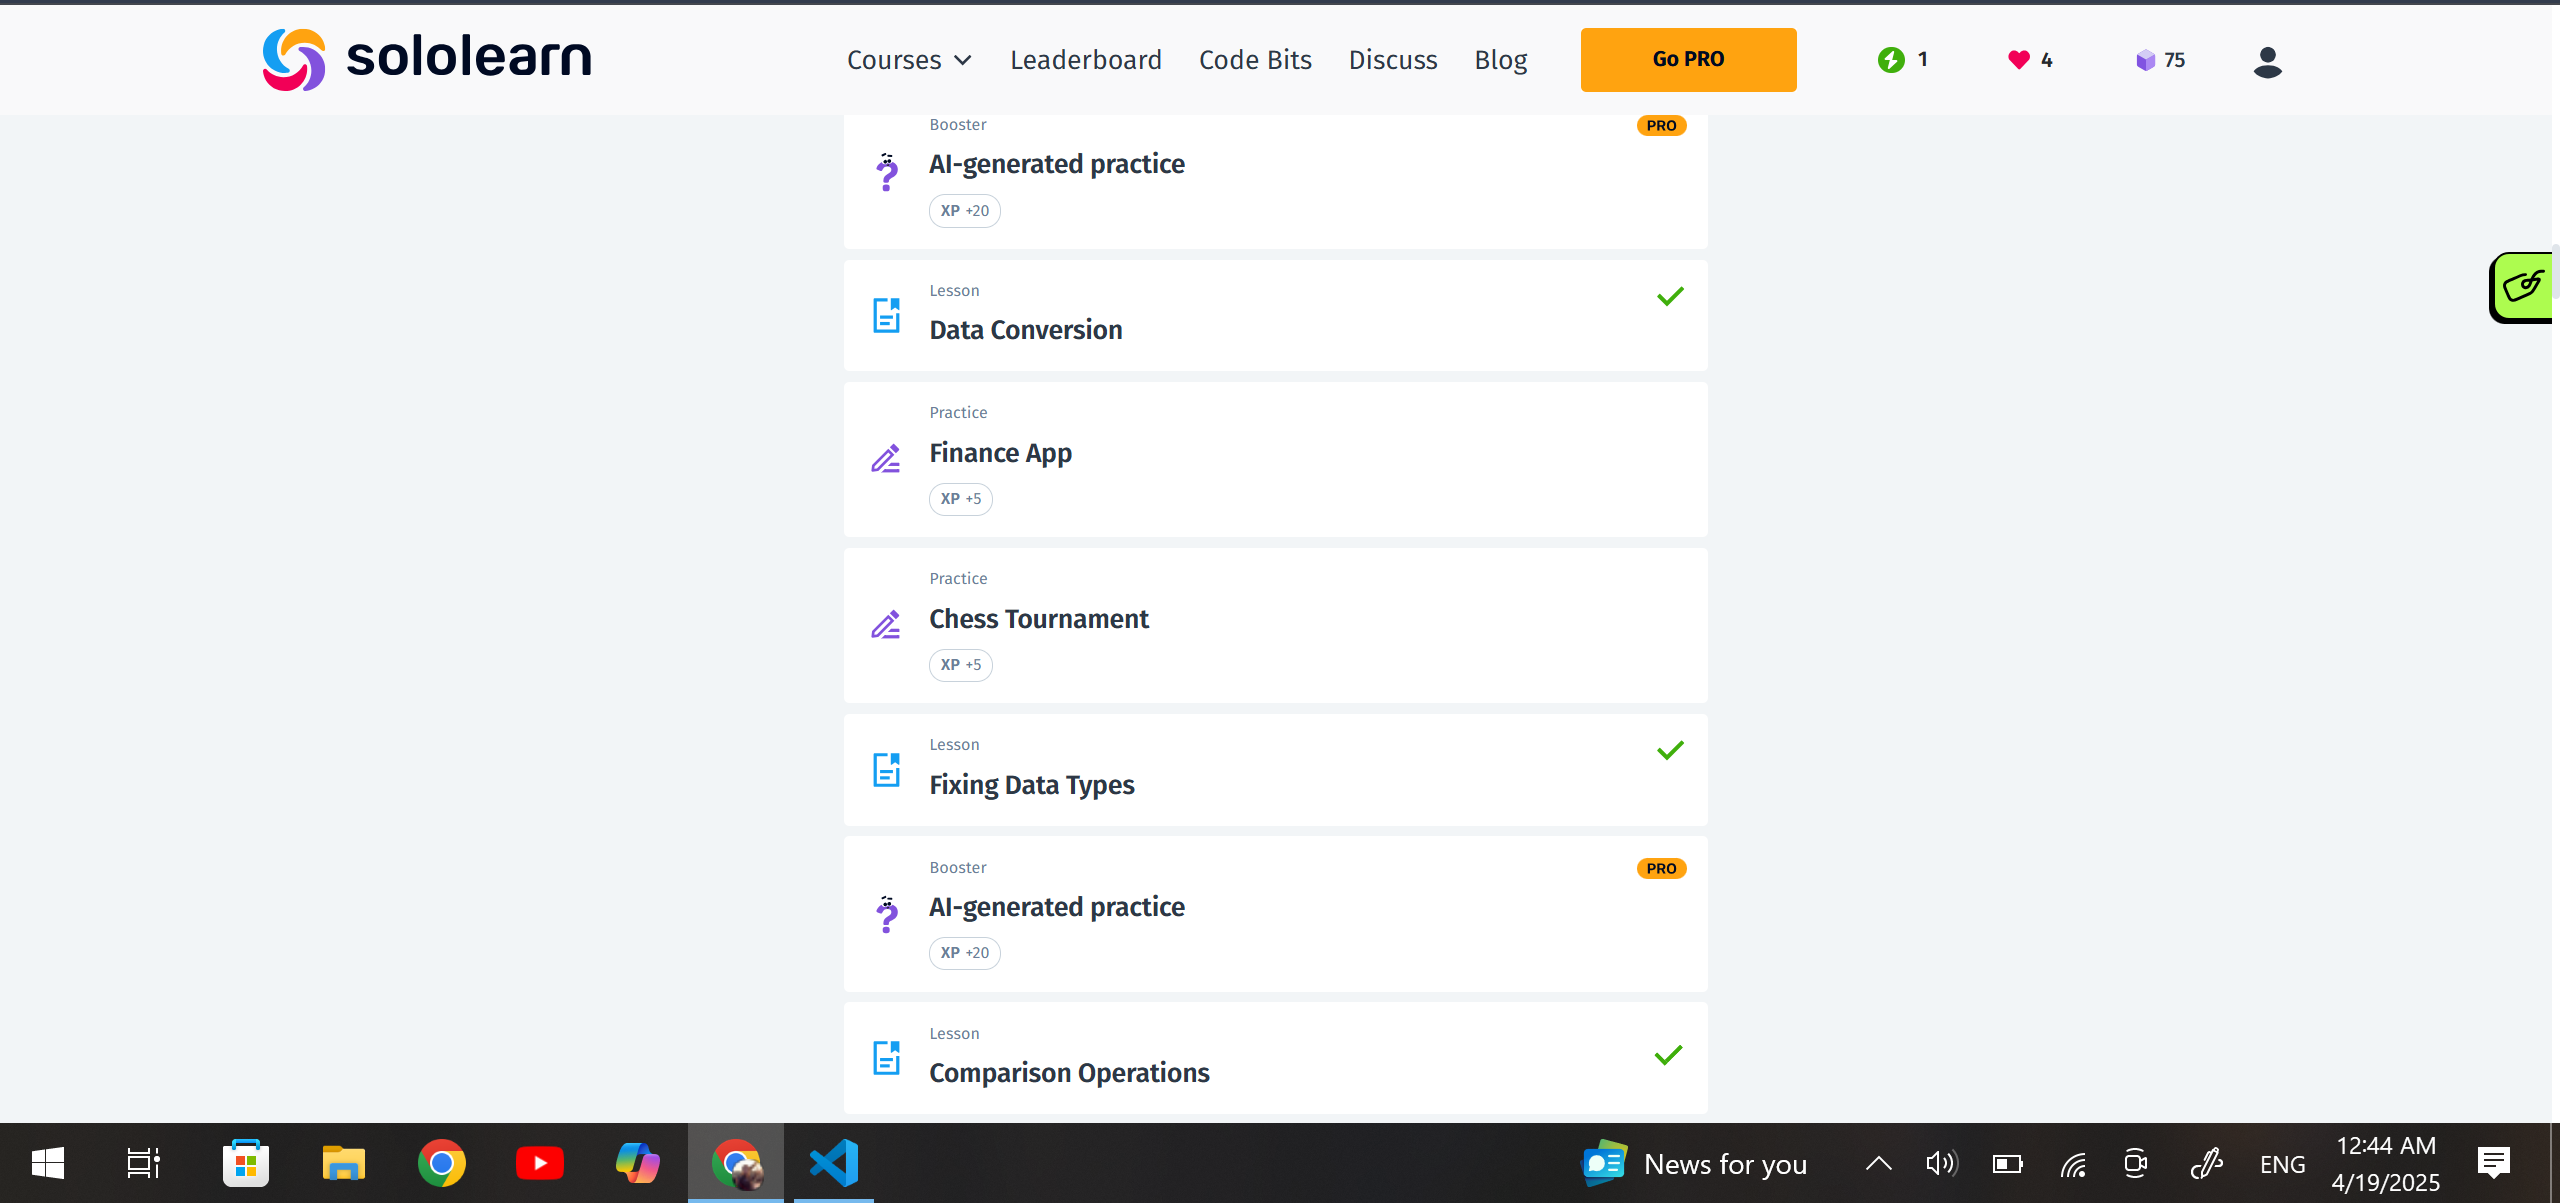 sololearn
Courses Leaderboard Code Bits Discuss Blog Go PRO 1 4 75
Booster PRO
AI-generated practice
XP +20
Lesson
Data Conversion
Practice
Finance App
XP +5
Practice
Chess Tournament
XP +5
Lesson
Fixing Data Types
Booster PRO
AI-generated practice
XP +20
Lesson
Comparison Operations
News for you ENG 12:44 AM
4/19/2025